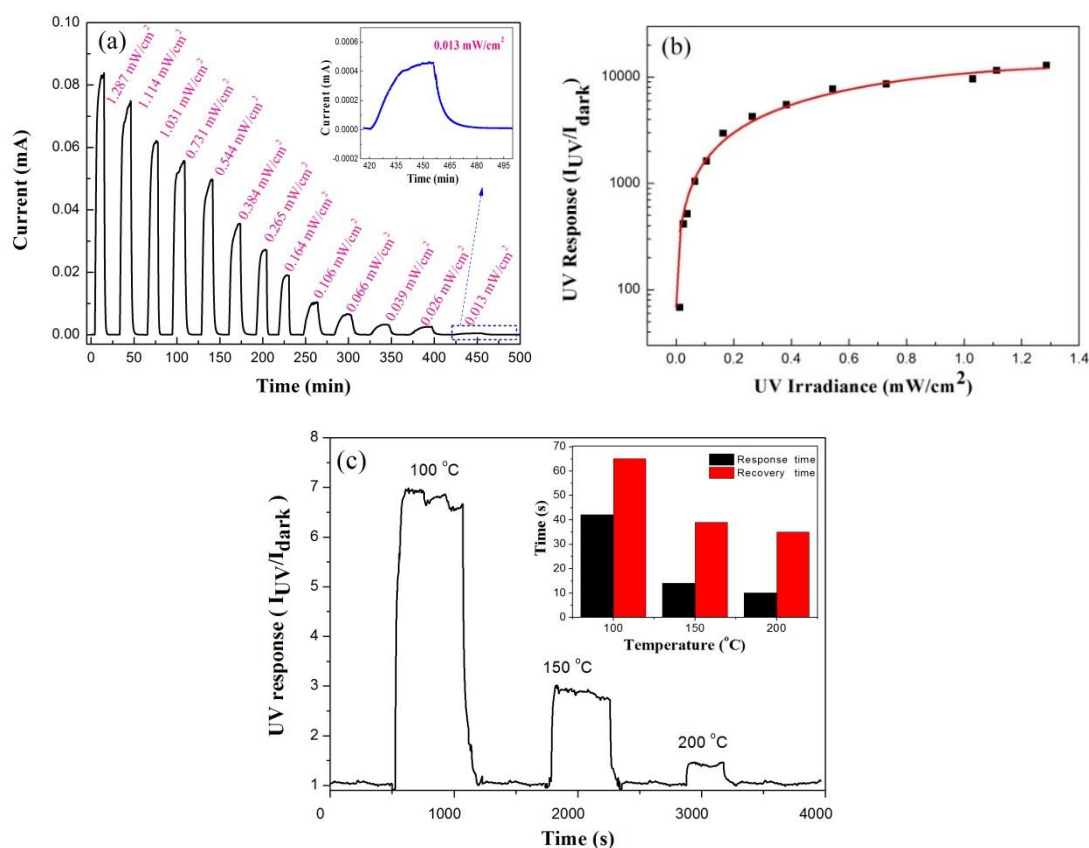 (a)
0.10
0.08
0.06
0.04
0.02
0.00
Current (mA)
0 50 100 150 200 250 300 350 400 450 500
Time (min)
1.287 mW/cm²
1.114 mW/cm²
1.031 mW/cm²
0.731 mW/cm²
0.544 mW/cm²
0.384 mW/cm²
0.265 mW/cm²
0.164 mW/cm²
0.106 mW/cm²
0.066 mW/cm²
0.039 mW/cm²
0.026 mW/cm²
0.013 mW/cm²
0.013 mW/cm²
0.0006
0.0004
0.0002
0.0000
-0.0002
Current (mA)
420 435 450 465 480 495
Time (min)
(b)
10000
1000
100
UV Response (I_UV/I_dark)
0.0 0.2 0.4 0.6 0.8 1.0 1.2 1.4
UV Irradiance (mW/cm²)
(c)
8
7
6
5
4
3
2
1
UV response ( I_UV/I_dark )
100 °C
150 °C
200 °C
0 1000 2000 3000 4000
Time (s)
70
60
50
40
30
20
10
0
Time (s)
Response time
Recovery time
100 150 200
Temperature (°C)